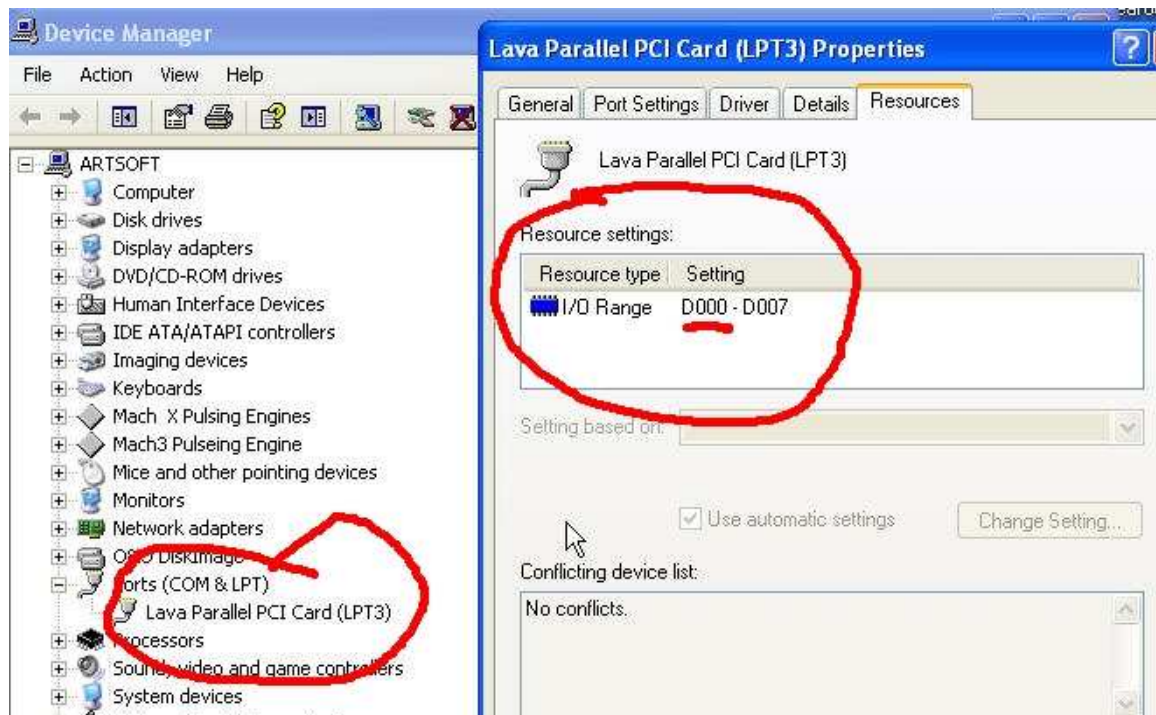 Device Manager
File Action View Help
ARTSOFT
Computer
Disk drives
Display adapters
DVD/CD-ROM drives
Human Interface Devices
IDE ATA/ATAPI controllers
Imaging devices
Keyboards
Mach X Pulsing Engines
Mach3 Pulseing Engine
Mice and other pointing devices
Monitors
Network adapters
O&O DiskImage
Ports (COM & LPT)
Lava Parallel PCI Card (LPT3)
Processors
Sound, video and game controllers
System devices
Lava Parallel PCI Card (LPT3) Properties
General Port Settings Driver Details Resources
Lava Parallel PCI Card (LPT3)
Resource settings:
Resource type Setting
I/O Range D000 - D007
Setting based on:
Use automatic settings Change Setting...
Conflicting device list:
No conflicts.